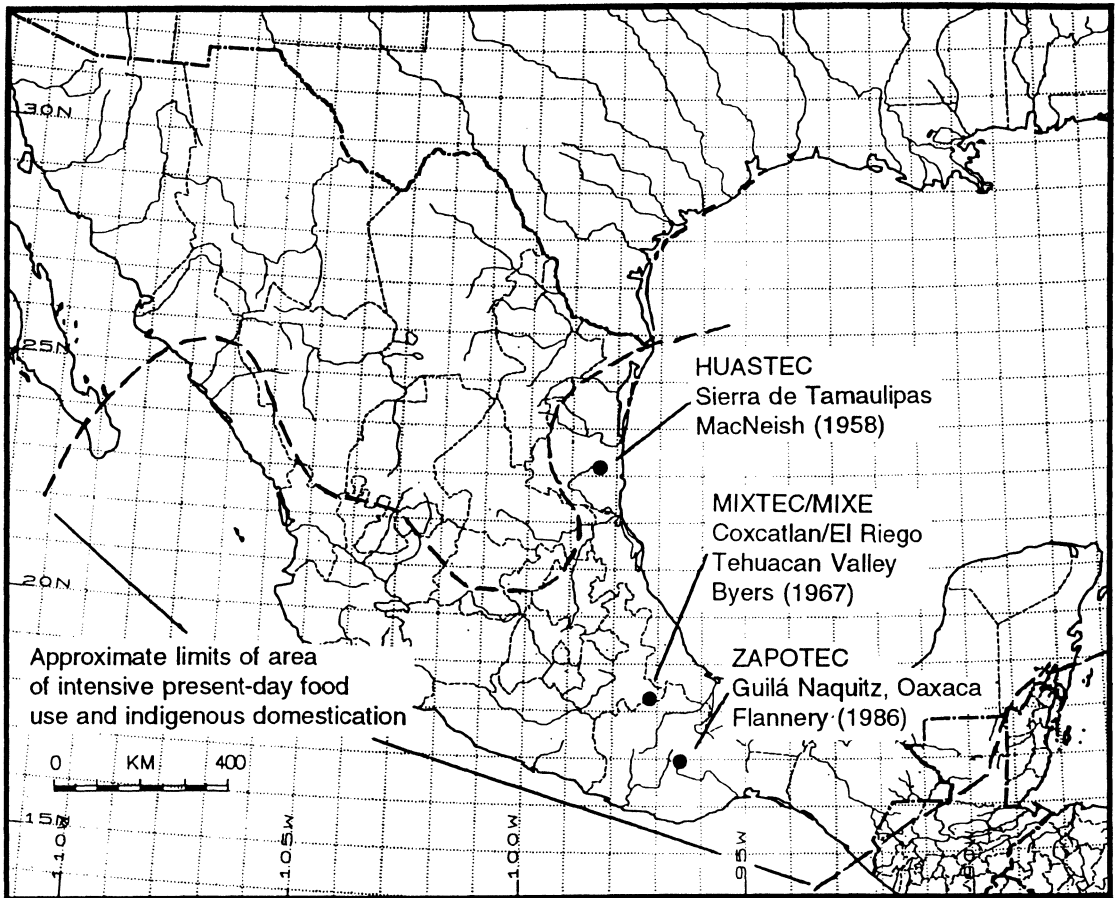 30N
25N
HUASTEC
Sierra de Tamaulipas
MacNeish (1958)
MIXTEC/MIXE
Coxcatlan/El Riego
Tehuacan Valley
Byers (1967)
20N
ZAPOTEC
Guilá Naquitz, Oaxaca
Flannery (1986)
Approximate limits of area
of intensive present-day food
use and indigenous domestication
0 KM 400
15N
110W
105W
100W
95W